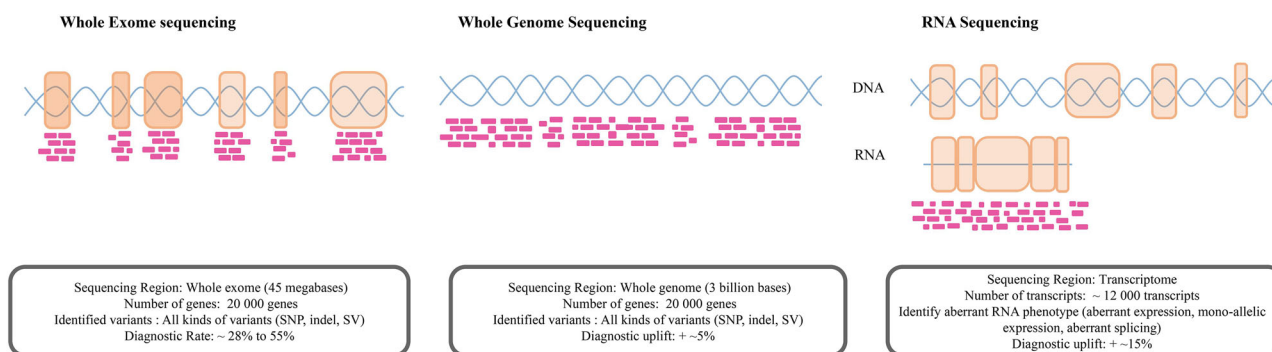 Whole Exome sequencing
Whole Genome Sequencing
RNA Sequencing
DNA
RNA
Sequencing Region: Whole exome (45 megabases)
Number of genes: 20 000 genes
Identified variants : All kinds of variants (SNP, indel, SV)
Diagnostic Rate: ~ 28% to 55%
Sequencing Region: Whole genome (3 billion bases)
Number of genes: 20 000 genes
Identified variants : All kinds of variants (SNP, indel, SV)
Diagnostic uplift: + ~5%
Sequencing Region: Transcriptome
Number of transcripts: ~ 12 000 transcripts
Identify aberrant RNA phenotype (aberrant expression, mono-allelic
expression, aberrant splicing)
Diagnostic uplift: + ~15%